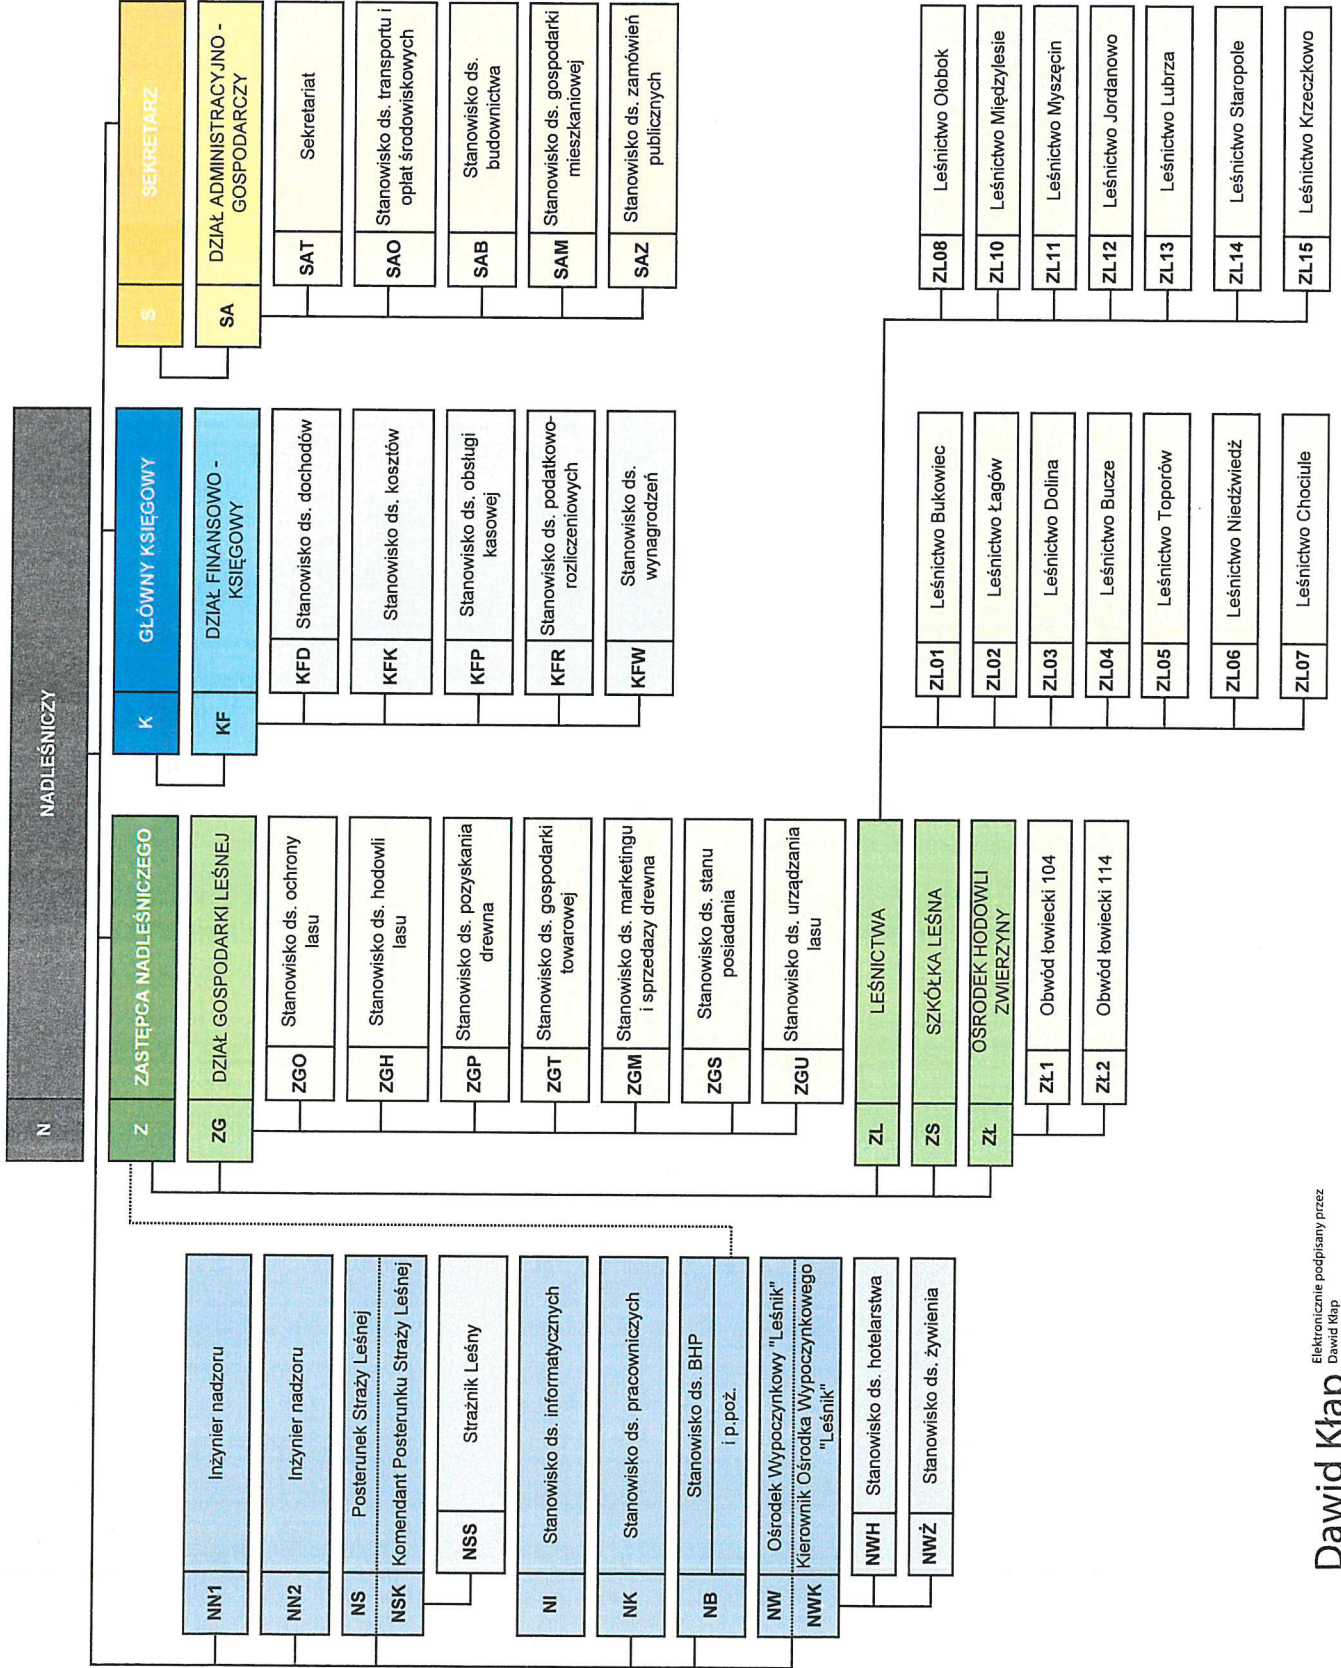 N NADLEŚNICZY
NN1 Inżynier nadzoru
NN2 Inżynier nadzoru
NS Posterunek Straży Leśnej
NSK Komendant Posterunku Straży Leśnej
NSS Strażnik Leśny
NI Stanowisko ds. informatycznych
NK Stanowisko ds. pracowniczych
NB Stanowisko ds. BHP
i p.poż.
NW Ośrodek Wypoczynkowy "Leśnik"
NWK Kierownik Ośrodka Wypoczynkowego
"Leśnik"
NWH Stanowisko ds. hotelarstwa
NWŻ Stanowisko ds. żywienia
Z ZASTĘPCA NADLEŚNICZEGO
ZG DZIAŁ GOSPODARKI LEŚNEJ
ZGO Stanowisko ds. ochrony
lasu
ZGH Stanowisko ds. hodowli
lasu
ZGP Stanowisko ds. pozyskania
drewna
ZGT Stanowisko ds. gospodarki
towarowej
ZGM Stanowisko ds. marketingu
i sprzedazy drewna
ZGS Stanowisko ds. stanu
posiadania
ZGU Stanowisko ds. urządzania
lasu
ZL LEŚNICTWA
ZS SZKÓŁKA LEŚNA
ZŁ OŚRODEK HODOWLI
ZWIERZYNY
ZŁ1 Obwód łowiecki 104
ZŁ2 Obwód łowiecki 114
K GŁÓWNY KSIĘGOWY
KF DZIAŁ FINANSOWO -
KSIĘGOWY
KFD Stanowisko ds. dochodów
KFK Stanowisko ds. kosztów
KFP Stanowisko ds. obsługi
kasowej
KFR Stanowisko ds. podatkowo-
rozliczeniowych
KFW Stanowisko ds.
wynagrodzeń
S SEKRETARZ
SA DZIAŁ ADMINISTRACYJNO -
GOSPODARCZY
SAT Sekretariat
SAO Stanowisko ds. transportu i
opłat środowiskowych
SAB Stanowisko ds.
budownictwa
SAM Stanowisko ds. gospodarki
mieszkaniowej
SAZ Stanowisko ds. zamówień
publicznych
ZL01 Leśnictwo Bukowiec
ZL02 Leśnictwo Łagów
ZL03 Leśnictwo Dolina
ZL04 Leśnictwo Bucze
ZL05 Leśnictwo Toporów
ZL06 Leśnictwo Niedźwiedź
ZL07 Leśnictwo Chociule
ZL08 Leśnictwo Ołobok
ZL10 Leśnictwo Międzylesie
ZL11 Leśnictwo Myszęcin
ZL12 Leśnictwo Jordanowo
ZL13 Leśnictwo Lubrza
ZL14 Leśnictwo Staropole
ZL15 Leśnictwo Krzeczkowo
Dawid Kłap
Elektronicznie podpisany przez
Dawid Kłap